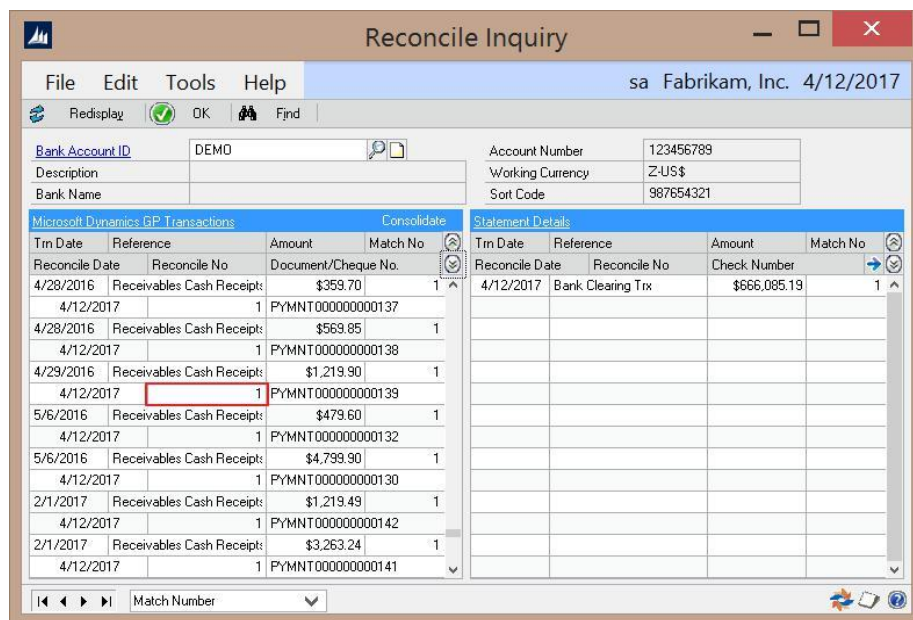 Reconcile Inquiry
File Edit Tools Help sa Fabrikam, Inc. 4/12/2017
Redisplay OK Find
Bank Account ID DEMO Account Number 123456789
Description Working Currency Z-US$
Bank Name Sort Code 987654321
Microsoft Dynamics GP Transactions Consolidate Statement Details
Trn Date Reference Amount Match No Trn Date Reference Amount Match No
Reconcile Date Reconcile No Document/Cheque No. Reconcile Date Reconcile No Check Number
4/28/2016 Receivables Cash Receipts $359.70 1 4/12/2017 Bank Clearing Trx $666,085.19 1
4/12/2017 1 PYMNT000000000137
4/28/2016 Receivables Cash Receipts $569.85 1
4/12/2017 1 PYMNT000000000138
4/29/2016 Receivables Cash Receipts $1,219.90 1
4/12/2017 1 PYMNT000000000139
5/6/2016 Receivables Cash Receipts $479.60 1
4/12/2017 1 PYMNT000000000132
5/6/2016 Receivables Cash Receipts $4,799.90 1
4/12/2017 1 PYMNT000000000130
2/1/2017 Receivables Cash Receipts $1,219.49 1
4/12/2017 1 PYMNT000000000142
2/1/2017 Receivables Cash Receipts $3,263.24 1
4/12/2017 1 PYMNT000000000141
Match Number